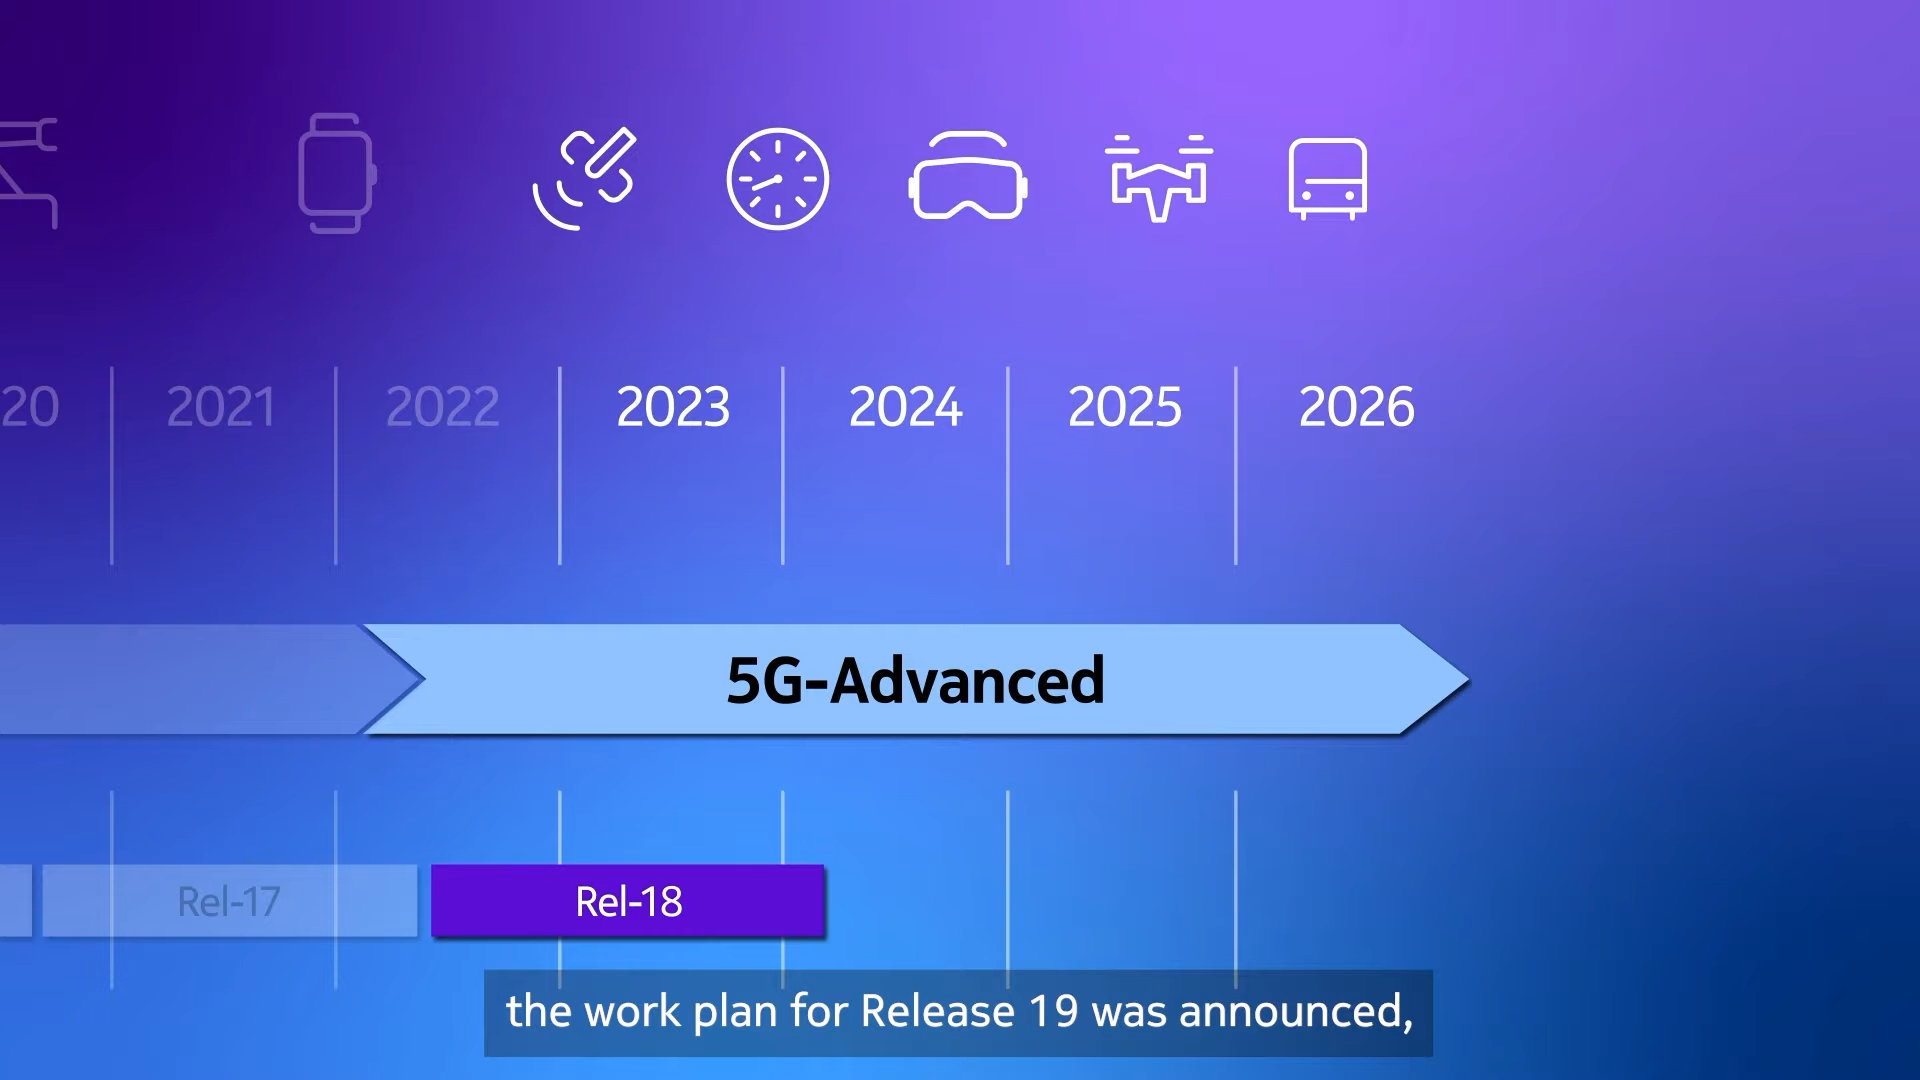 20 2021 2022 2023 2024 2025 2026
5G-Advanced
Rel-17 Rel-18
the work plan for Release 19 was announced,